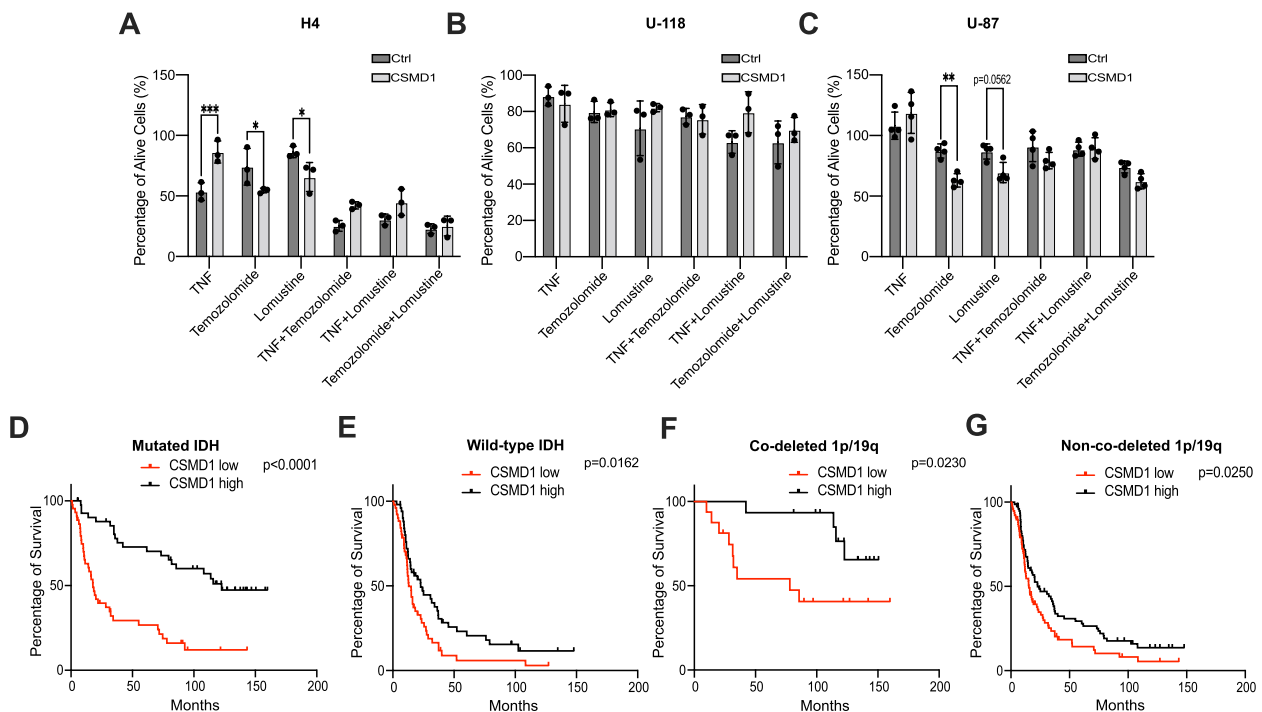 A
H4
Ctrl
CSMD1
Percentage of Alive Cells (%)
150
100
50
0
***
*
*
TNF
Temozolomide
Lomustine
TNF+Temozolomide
TNF+Lomustine
Temozolomide+Lomustine
B
U-118
Ctrl
CSMD1
Percentage of Alive Cells (%)
100
80
60
40
20
0
TNF
Temozolomide
Lomustine
TNF+Temozolomide
TNF+Lomustine
Temozolomide+Lomustine
C
U-87
Ctrl
CSMD1
Percentage of Alive Cells (%)
150
100
50
0
**
p=0.0562
TNF
Temozolomide
Lomustine
TNF+Temozolomide
TNF+Lomustine
Temozolomide+Lomustine
D
Mutated IDH
CSMD1 low
CSMD1 high
p<0.0001
Percentage of Survival
100
50
0
0 50 100 150 200
Months
E
Wild-type IDH
CSMD1 low
CSMD1 high
p=0.0162
Percentage of Survival
100
50
0
0 50 100 150 200
Months
F
Co-deleted 1p/19q
CSMD1 low
CSMD1 high
p=0.0230
Percentage of Survival
100
50
0
0 50 100 150 200
Months
G
Non-co-deleted 1p/19q
CSMD1 low
CSMD1 high
p=0.0250
Percentage of Survival
100
50
0
0 50 100 150 200
Months